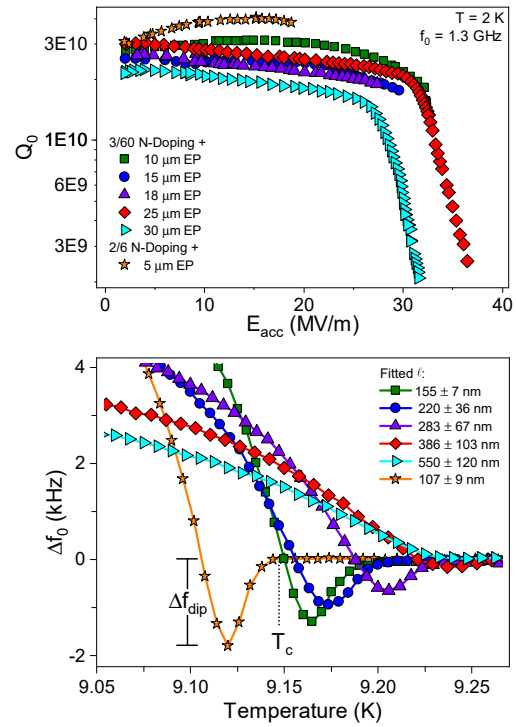 T = 2 K
f₀ = 1.3 GHz
3E10
1E10
6E9
3E9
Q₀
3/60 N-Doping +
10 μm EP
15 μm EP
18 μm EP
25 μm EP
30 μm EP
2/6 N-Doping +
5 μm EP
0 10 20 30 40
E_acc (MV/m)
4
2
0
-2
Δf₀ (kHz)
Fitted ℓ:
155 ± 7 nm
220 ± 36 nm
283 ± 67 nm
386 ± 103 nm
550 ± 120 nm
107 ± 9 nm
Δf_dip
T_c
9.05 9.10 9.15 9.20 9.25
Temperature (K)